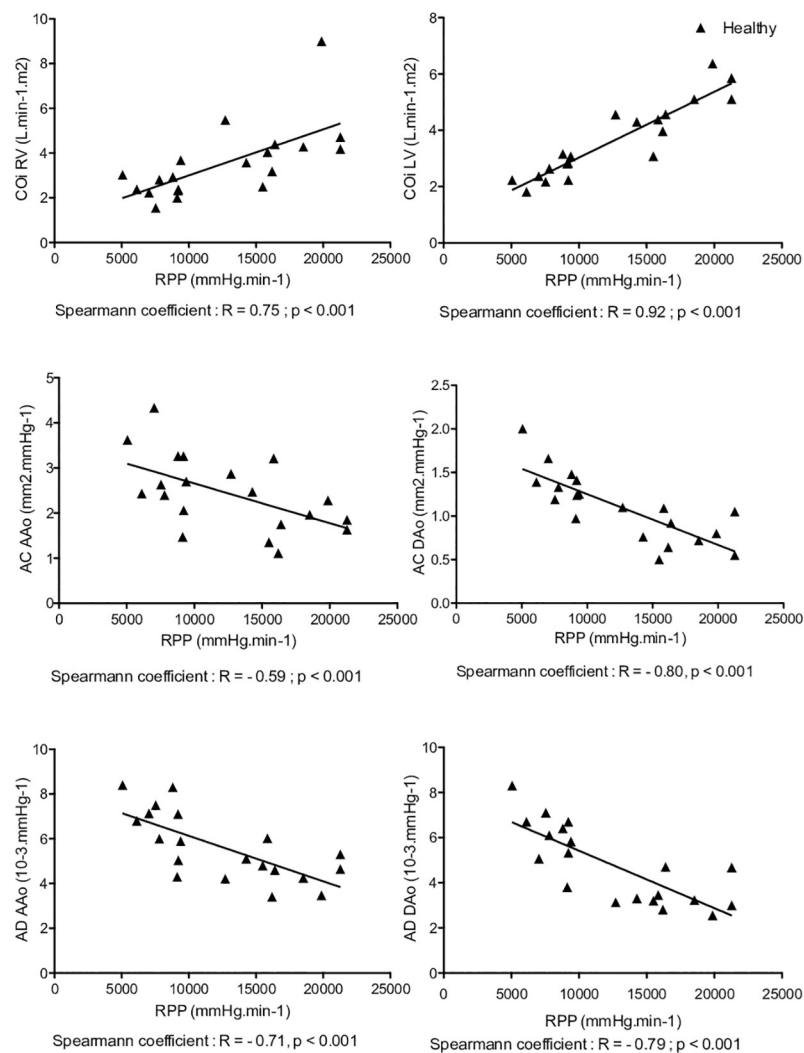 10
8
6
4
2
0
COi RV (L.min-1.m2)
0 5000 10000 15000 20000 25000
RPP (mmHg.min-1)
Spearmann coefficient : R = 0.75 ; p < 0.001
Healthy
8
6
4
2
0
COi LV (L.min-1.m2)
0 5000 10000 15000 20000 25000
RPP (mmHg.min-1)
Spearmann coefficient : R = 0.92 ; p < 0.001
5
4
3
2
1
0
AC AAo (mm2.mmHg-1)
0 5000 10000 15000 20000 25000
RPP (mmHg.min-1)
Spearmann coefficient : R = - 0.59 ; p < 0.001
2.5
2.0
1.5
1.0
0.5
0.0
AC DAo (mm2.mmHg-1)
0 5000 10000 15000 20000 25000
RPP (mmHg.min-1)
Spearmann coefficient : R = - 0.80, p < 0.001
10
8
6
4
2
0
AD AAo (10-3.mmHg-1)
0 5000 10000 15000 20000 25000
RPP (mmHg.min-1)
Spearmann coefficient : R = - 0.71, p < 0.001
10
8
6
4
2
0
AD DAo (10-3.mmHg-1)
0 5000 10000 15000 20000 25000
RPP (mmHg.min-1)
Spearmann coefficient : R = - 0.79 ; p < 0.001